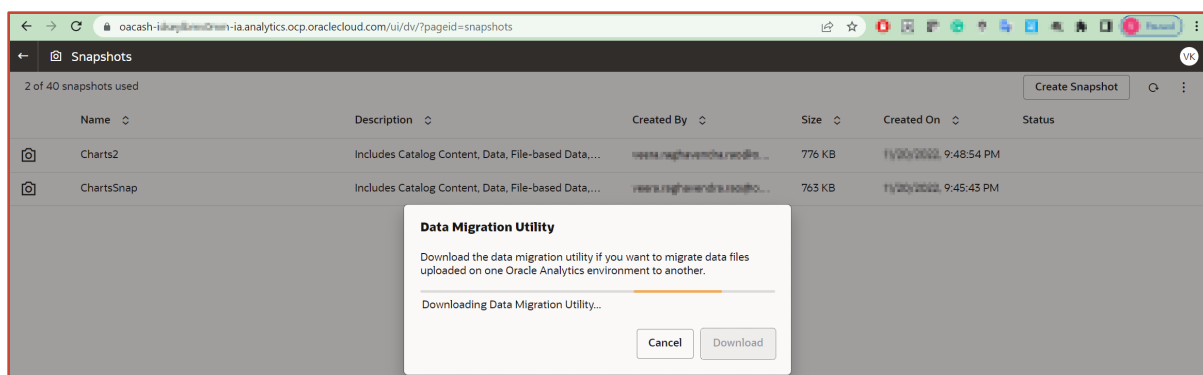 oacash-i -ia.analytics.ocp.oraclecloud.com/ui/dv/?pageid=snapshots
Snapshots
VK
2 of 40 snapshots used
Create Snapshot
Name Description Created By Size Created On Status
Charts2 Includes Catalog Content, Data, File-based Data,... 776 KB 9:48:54 PM
ChartsSnap Includes Catalog Content, Data, File-based Data,... 763 KB 9:45:43 PM
Data Migration Utility
Download the data migration utility if you want to migrate data files
uploaded on one Oracle Analytics environment to another.
Downloading Data Migration Utility...
Cancel Download